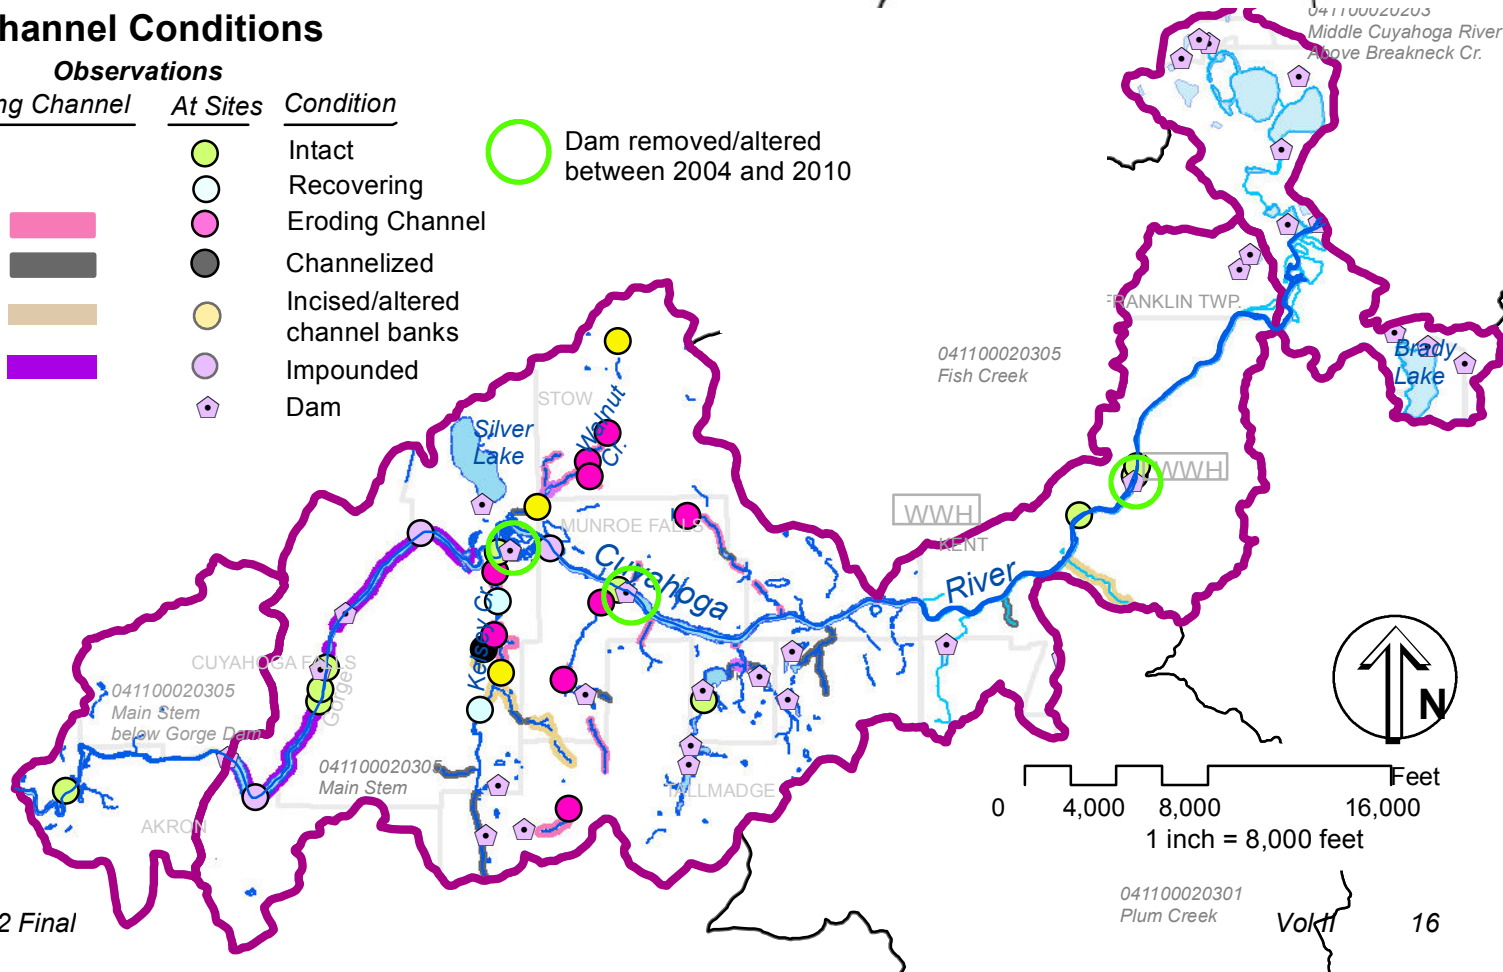 hannel Conditions
Observations
ng Channel
At Sites
Condition
Intact
Recovering
Eroding Channel
Channelized
Incised/altered
channel banks
Impounded
Dam
Dam removed/altered
between 2004 and 2010
041100020203
Middle Cuyahoga River
Above Breakneck Cr.
FRANKLIN TWP.
041100020305
Fish Creek
Brady
Lake
STOW
Walnut
Cr.
Silver
Lake
WWH
WWH
MUNROE FALLS
KENT
Cuyahoga
River
Kelsey Cr.
CUYAHOGA FALLS
Gorge
041100020305
Main Stem
below Gorge Dam
041100020305
Main Stem
TALLMADGE
AKRON
N
Feet
0
4,000
8,000
16,000
1 inch = 8,000 feet
041100020301
Plum Creek
2 Final
Vol II
16